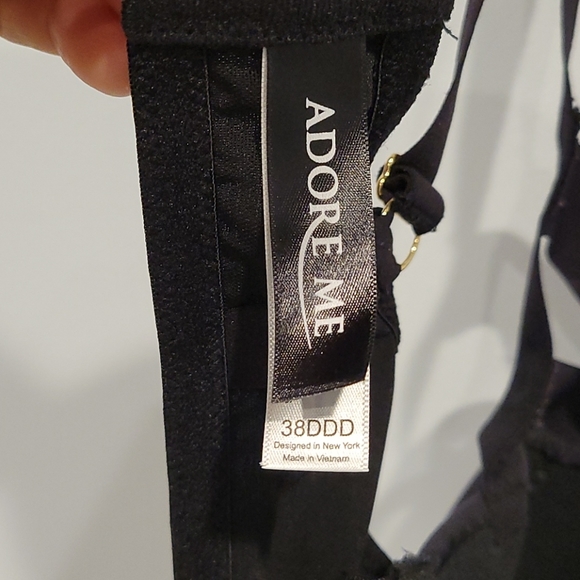 ADORE ME
38DDD
Designed in New York
Made in Vietnam